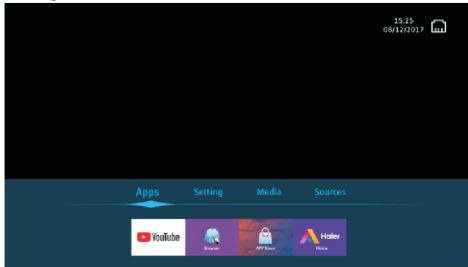 15:25
08/12/2017
Apps Setting Media Sources
YouTube
Browser
APP Store
Haier
Home